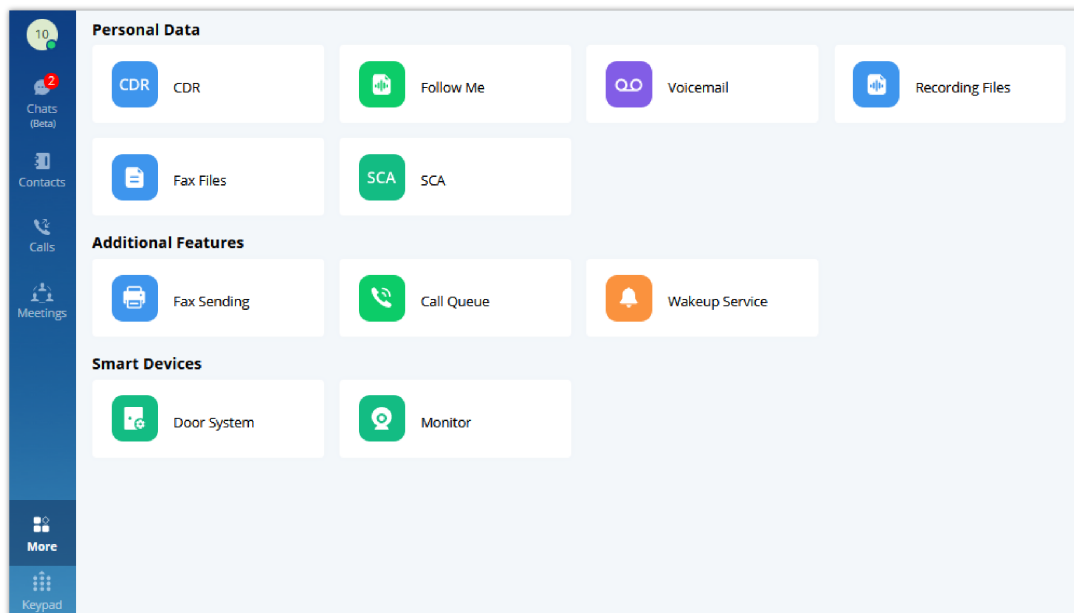 10
2
Chats
(Beta)
Contacts
Calls
Meetings
More
Keypad
Personal Data
CDR CDR
Follow Me
Voicemail
Recording Files
Fax Files
SCA SCA
Additional Features
Fax Sending
Call Queue
Wakeup Service
Smart Devices
Door System
Monitor